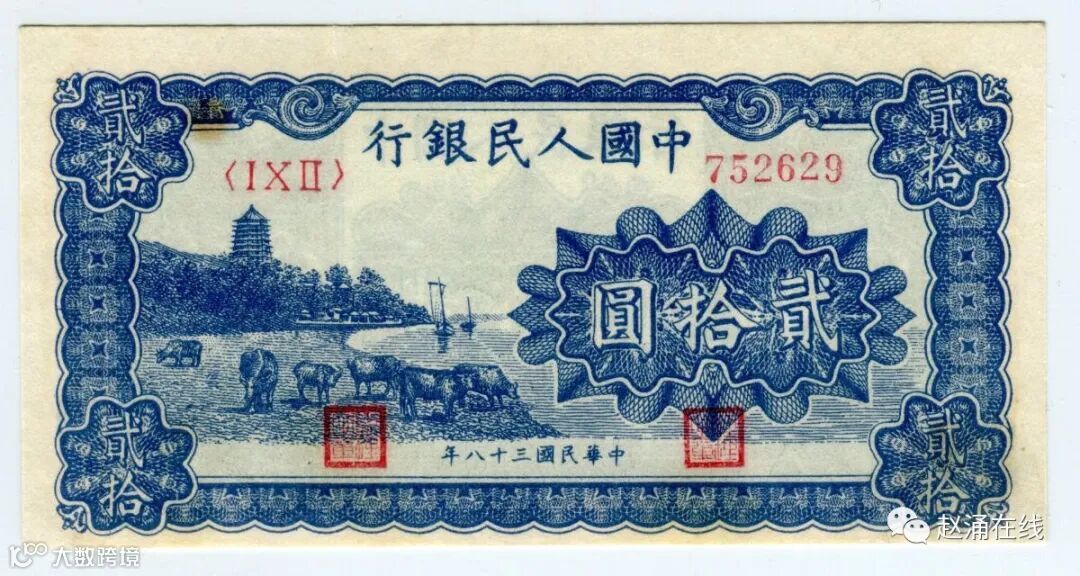 中國人民銀行
〈IXII〉
752629
貳拾
貳拾
貳拾圓
貳拾
貳拾
中華民國三十八年
赵涌在线
大数跨境